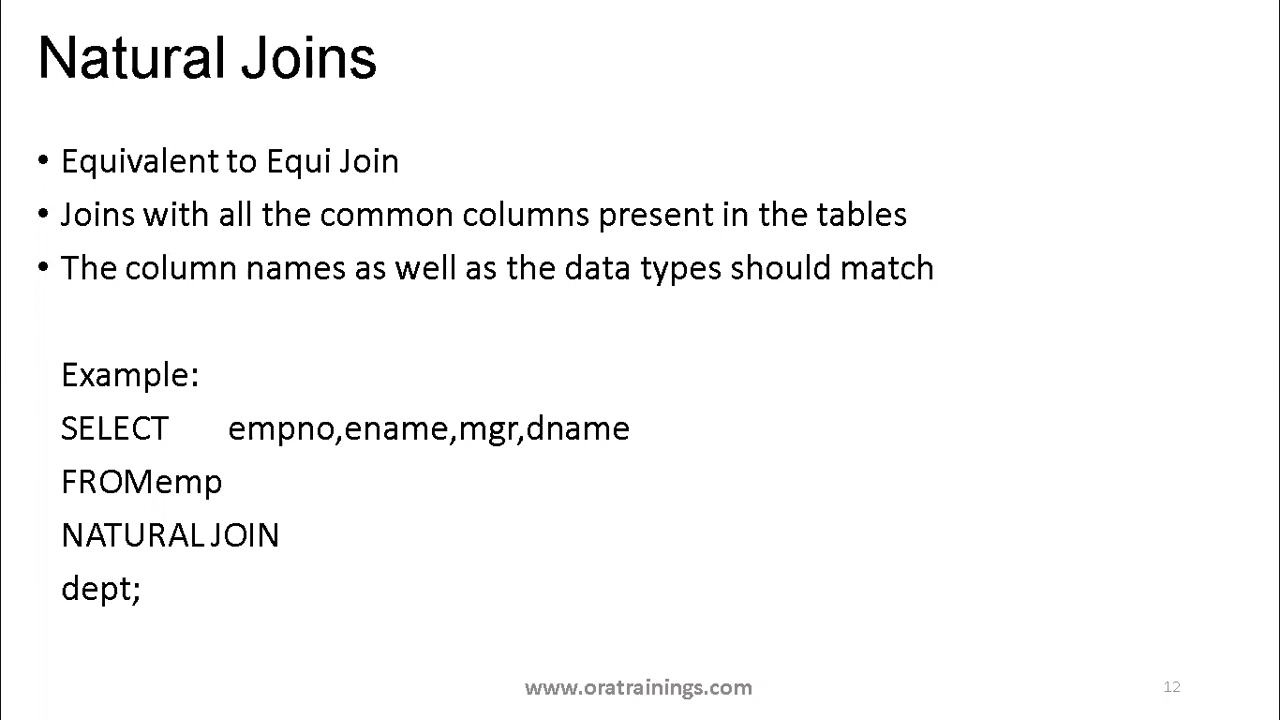 Natural Joins
• Equivalent to Equi Join
• Joins with all the common columns present in the tables
• The column names as well as the data types should match
Example:
SELECT empno,ename,mgr,dname
FROMemp
NATURAL JOIN
dept;
www.oratrainings.com
12